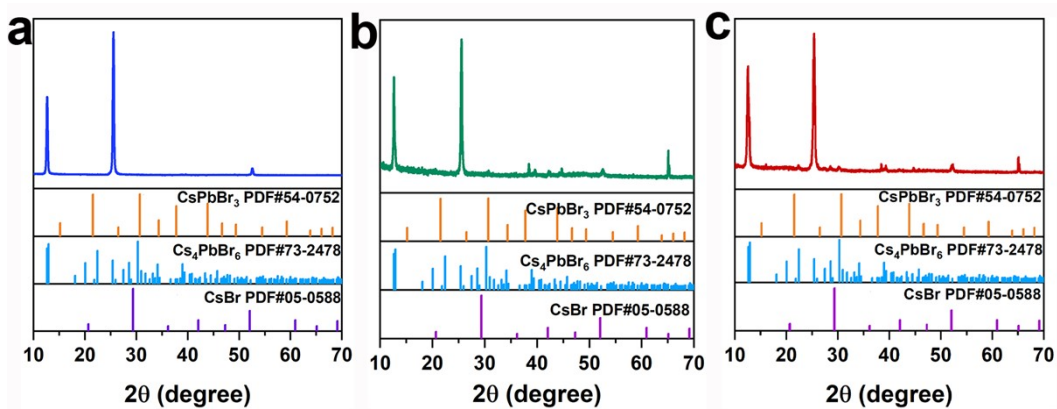 a
CsPbBr₃ PDF#54-0752
Cs₄PbBr₆ PDF#73-2478
CsBr PDF#05-0588
10 20 30 40 50 60 70
2θ (degree)
b
CsPbBr₃ PDF#54-0752
Cs₄PbBr₆ PDF#73-2478
CsBr PDF#05-0588
10 20 30 40 50 60 70
2θ (degree)
c
CsPbBr₃ PDF#54-0752
Cs₄PbBr₆ PDF#73-2478
CsBr PDF#05-0588
10 20 30 40 50 60 70
2θ (degree)